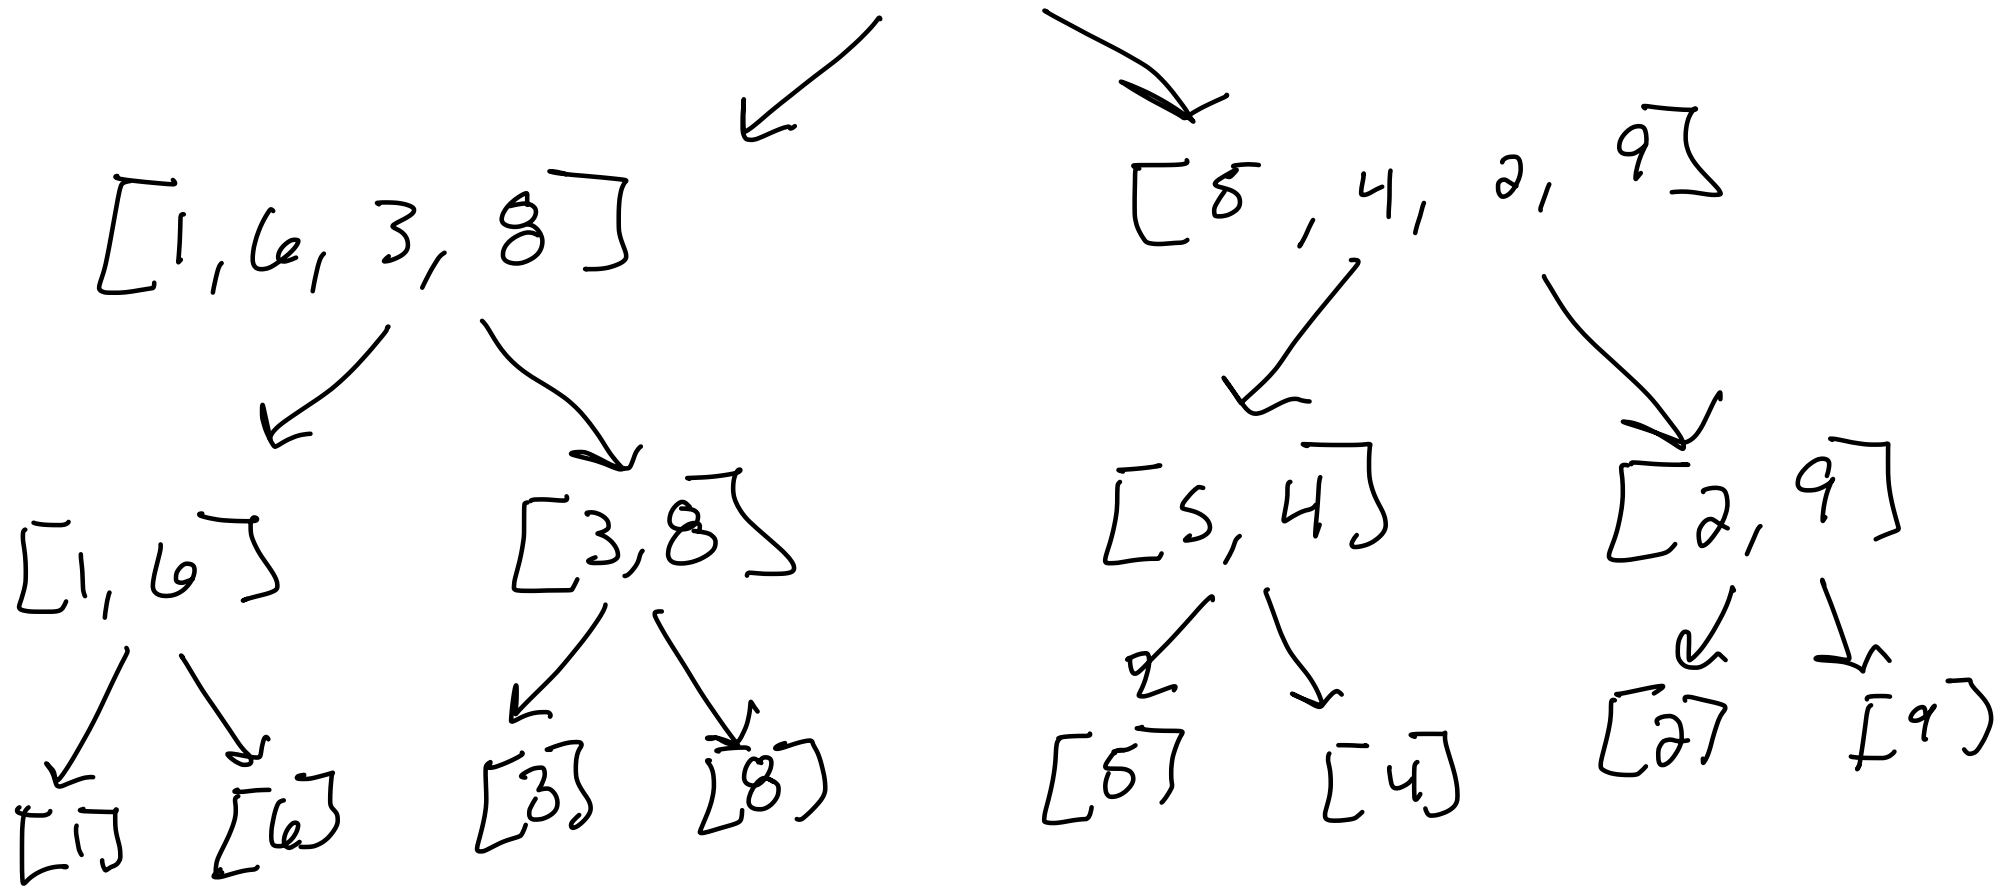 [1, 6, 3, 8] [5, 4, 2, 9]
[1, 6] [3, 8] [5, 4] [2, 9]
[1] [6] [3] [8] [5] [4] [2] [9]